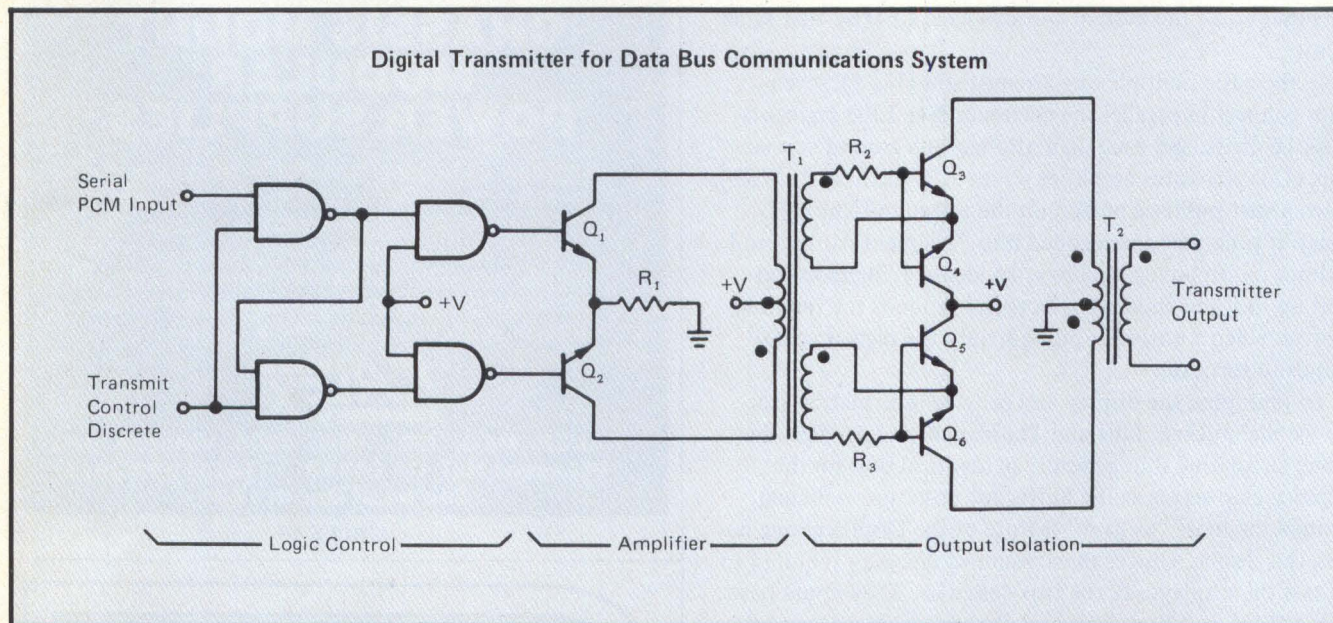 Digital Transmitter for Data Bus Communications System
Serial
PCM Input
Transmit
Control
Discrete
+V
Q1
Q2
R1
+V
T1
R2
Q3
Q4
+V
Q5
Q6
R3
T2
Transmitter
Output
Logic Control
Amplifier
Output Isolation